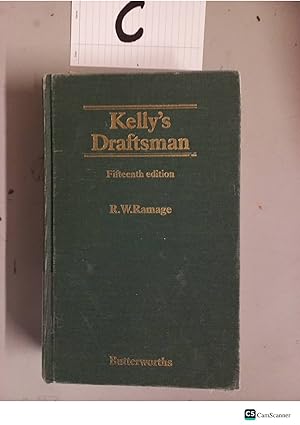 C
Kelly's
Draftsman
Fifteenth edition
R.W.Ramage
Butterworths
CS CamScanner